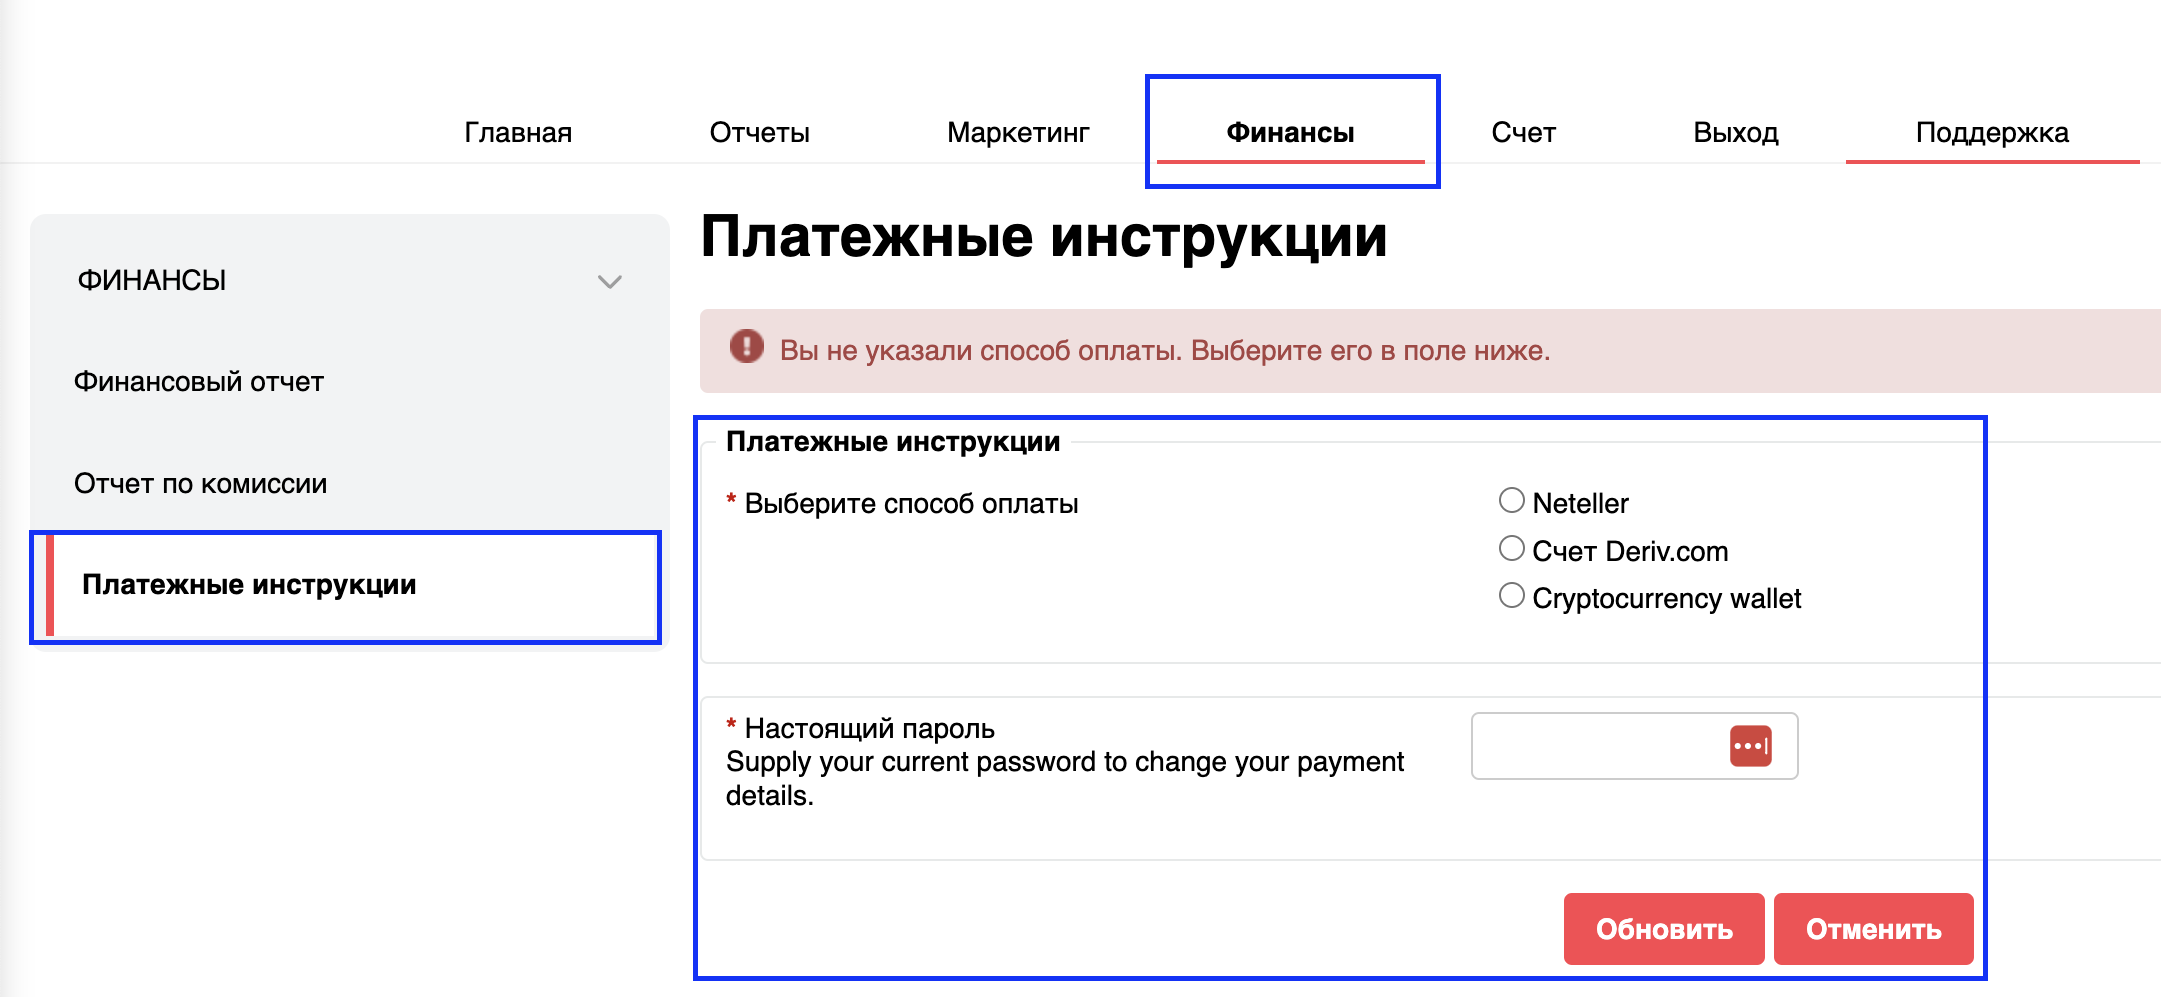 Главная Отчеты Маркетинг Финансы Счет Выход Поддержка
ФИНАНСЫ
Финансовый отчет
Отчет по комиссии
Платежные инструкции
Платежные инструкции
Вы не указали способ оплаты. Выберите его в поле ниже.
Платежные инструкции
* Выберите способ оплаты
Neteller
Счет Deriv.com
Cryptocurrency wallet
* Настоящий пароль
Supply your current password to change your payment
details.
Обновить Отменить